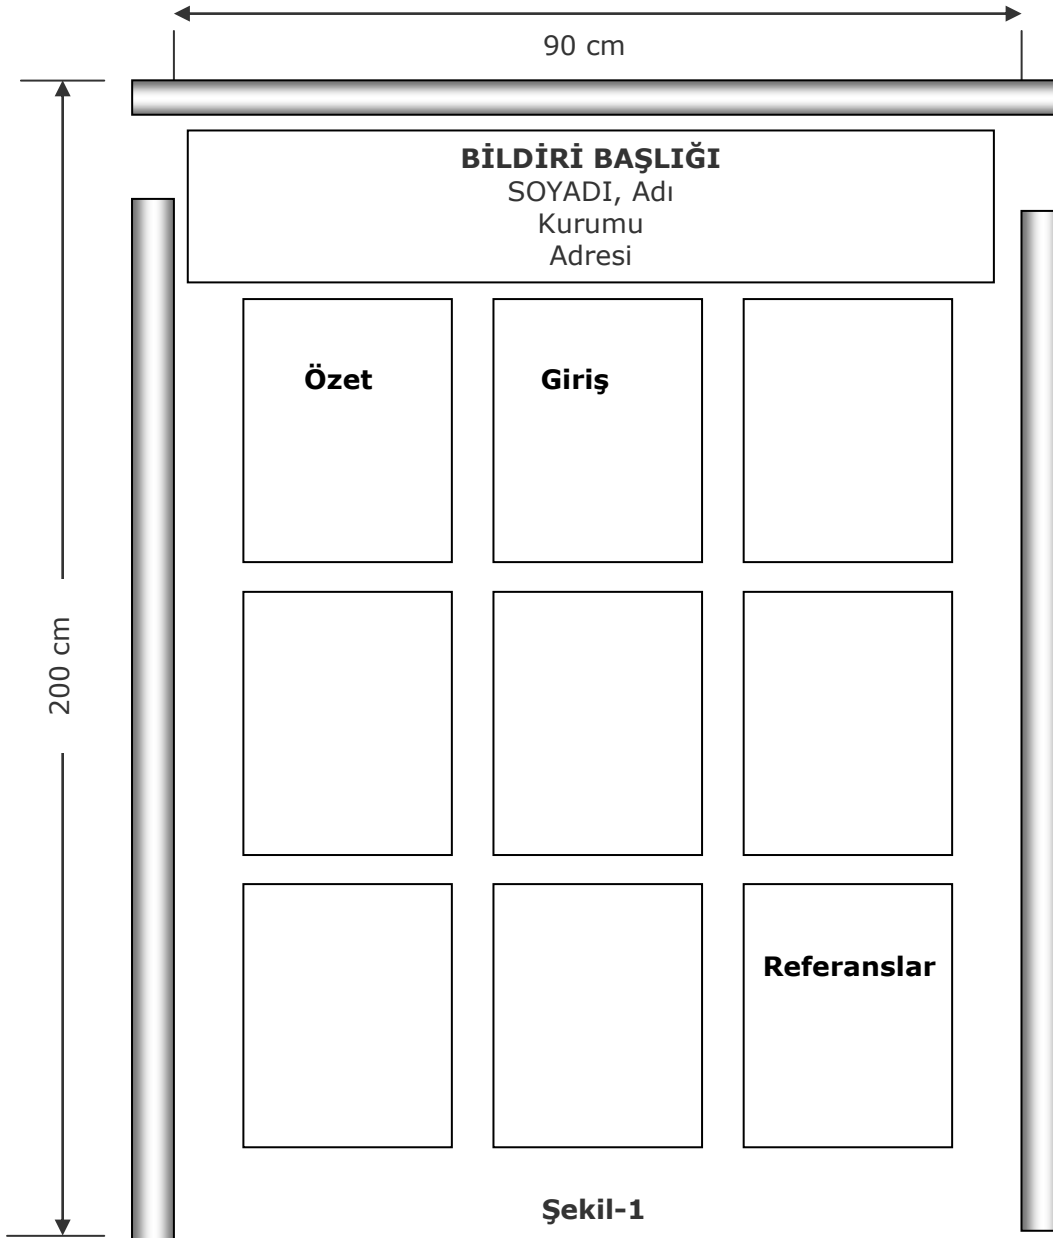 90 cm
BİLDİRİ BAŞLIĞI
SOYADI, Adı
Kurumu
Adresi
Özet
Giriş
200 cm
Referanslar
Şekil-1